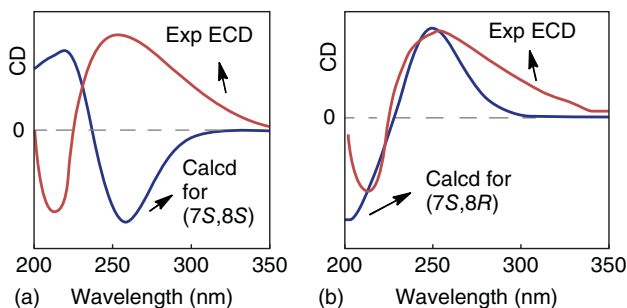 CD
Exp ECD
0
Calcd
for
(7S,8S)
200 250 300 350
(a) Wavelength (nm)
CD
Exp ECD
0
Calcd for
(7S,8R)
200 250 300 350
(b) Wavelength (nm)